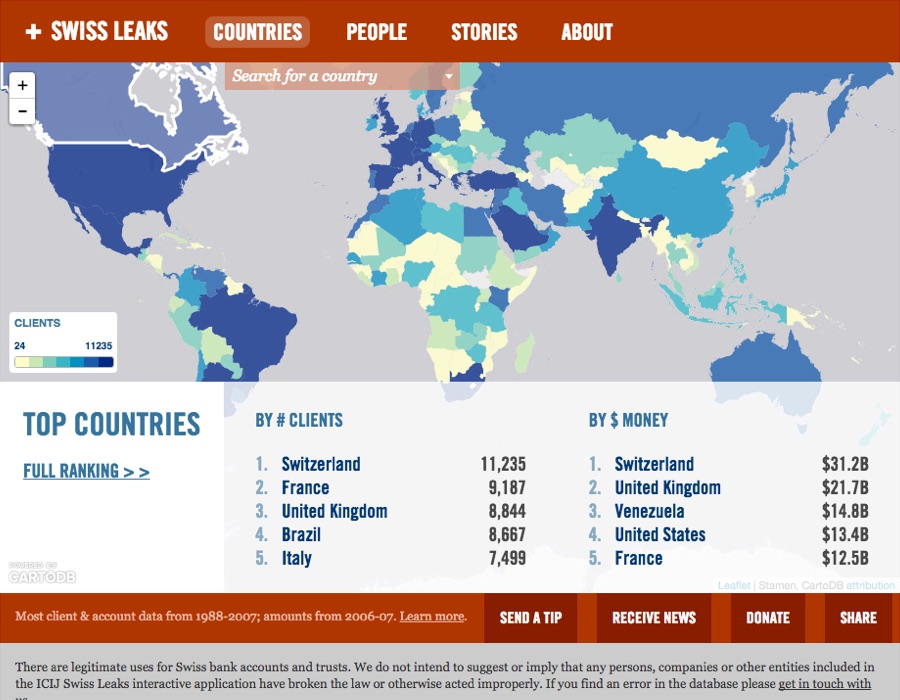 + SWISS LEAKS COUNTRIES PEOPLE STORIES ABOUT
+ Search for a country
−
CLIENTS
24 11235
TOP COUNTRIES
FULL RANKING > >
BY # CLIENTS
1. Switzerland 11,235
2. France 9,187
3. United Kingdom 8,844
4. Brazil 8,667
5. Italy 7,499
BY $ MONEY
1. Switzerland $31.2B
2. United Kingdom $21.7B
3. Venezuela $14.8B
4. United States $13.4B
5. France $12.5B
POWERED BY
CARTODB
Leaflet | Stamen, CartoDB attribution
Most client & account data from 1988-2007; amounts from 2006-07. Learn more.
SEND A TIP RECEIVE NEWS DONATE SHARE
There are legitimate uses for Swiss bank accounts and trusts. We do not intend to suggest or imply that any persons, companies or other entities included in
the ICIJ Swiss Leaks interactive application have broken the law or otherwise acted improperly. If you find an error in the database please get in touch with